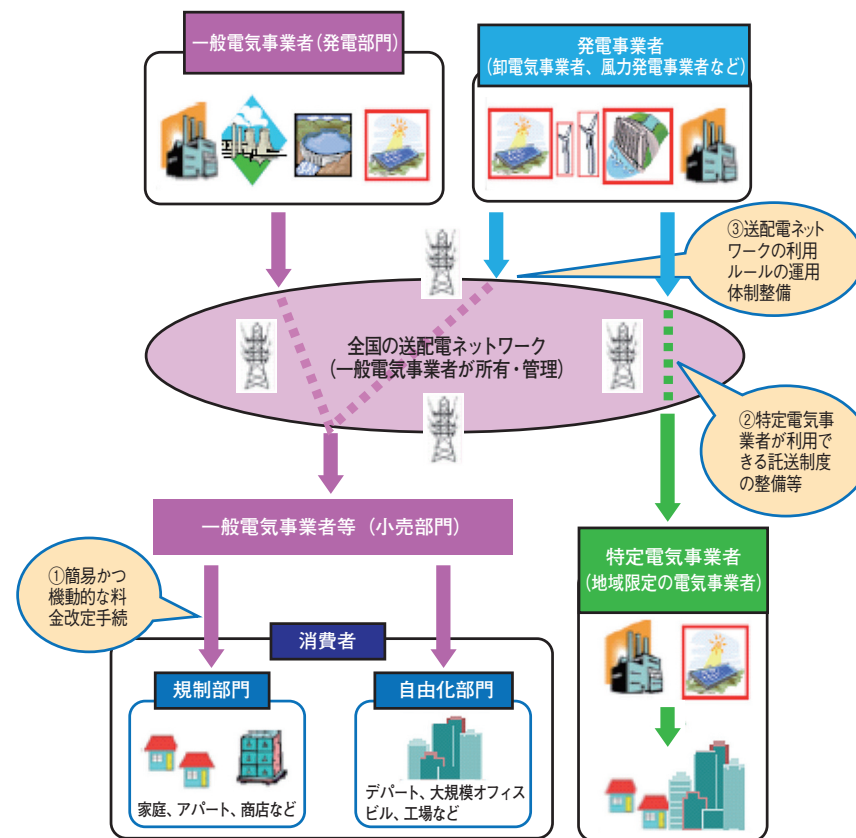 一般電気事業者(発電部門)
発電事業者
(卸電気事業者、風力発電事業者など)
③送配電ネット
ワークの利用
ルールの運用
体制整備
全国の送配電ネットワーク
(一般電気事業者が所有・管理)
②特定電気事
業者が利用で
きる託送制度
の整備等
一般電気事業者等(小売部門)
特定電気事業者
(地域限定の電気事業者)
①簡易かつ
機動的な料
金改定手続
消費者
規制部門
自由化部門
家庭、アパート、商店など
デパート、大規模オフィス
ビル、工場など